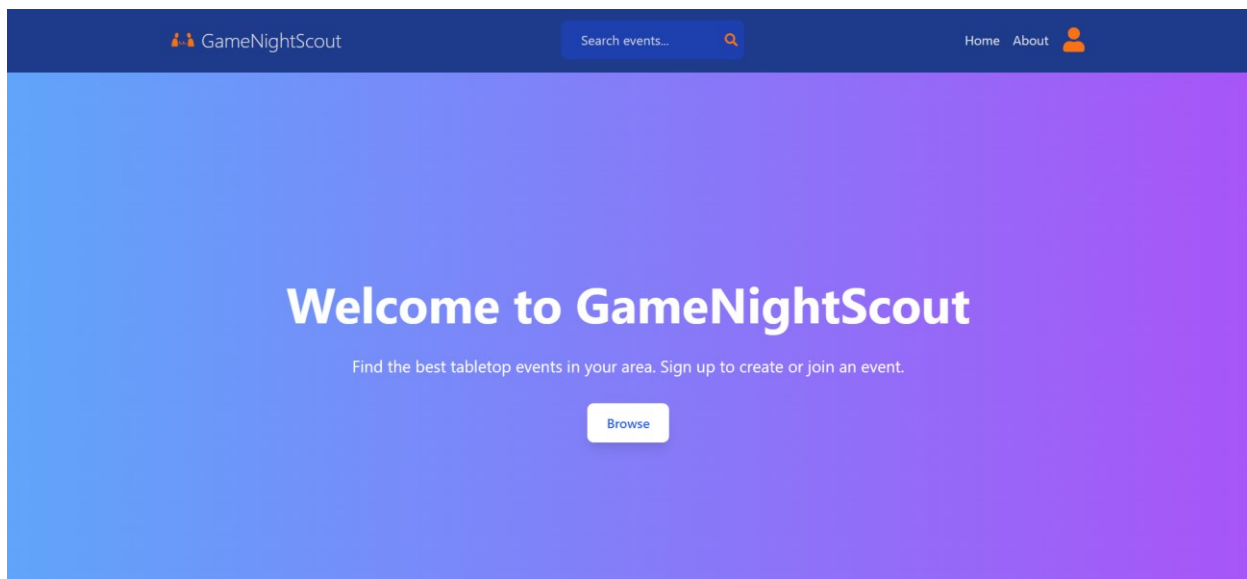 GameNightScout
Search events...
Home About
Welcome to GameNightScout
Find the best tabletop events in your area. Sign up to create or join an event.
Browse